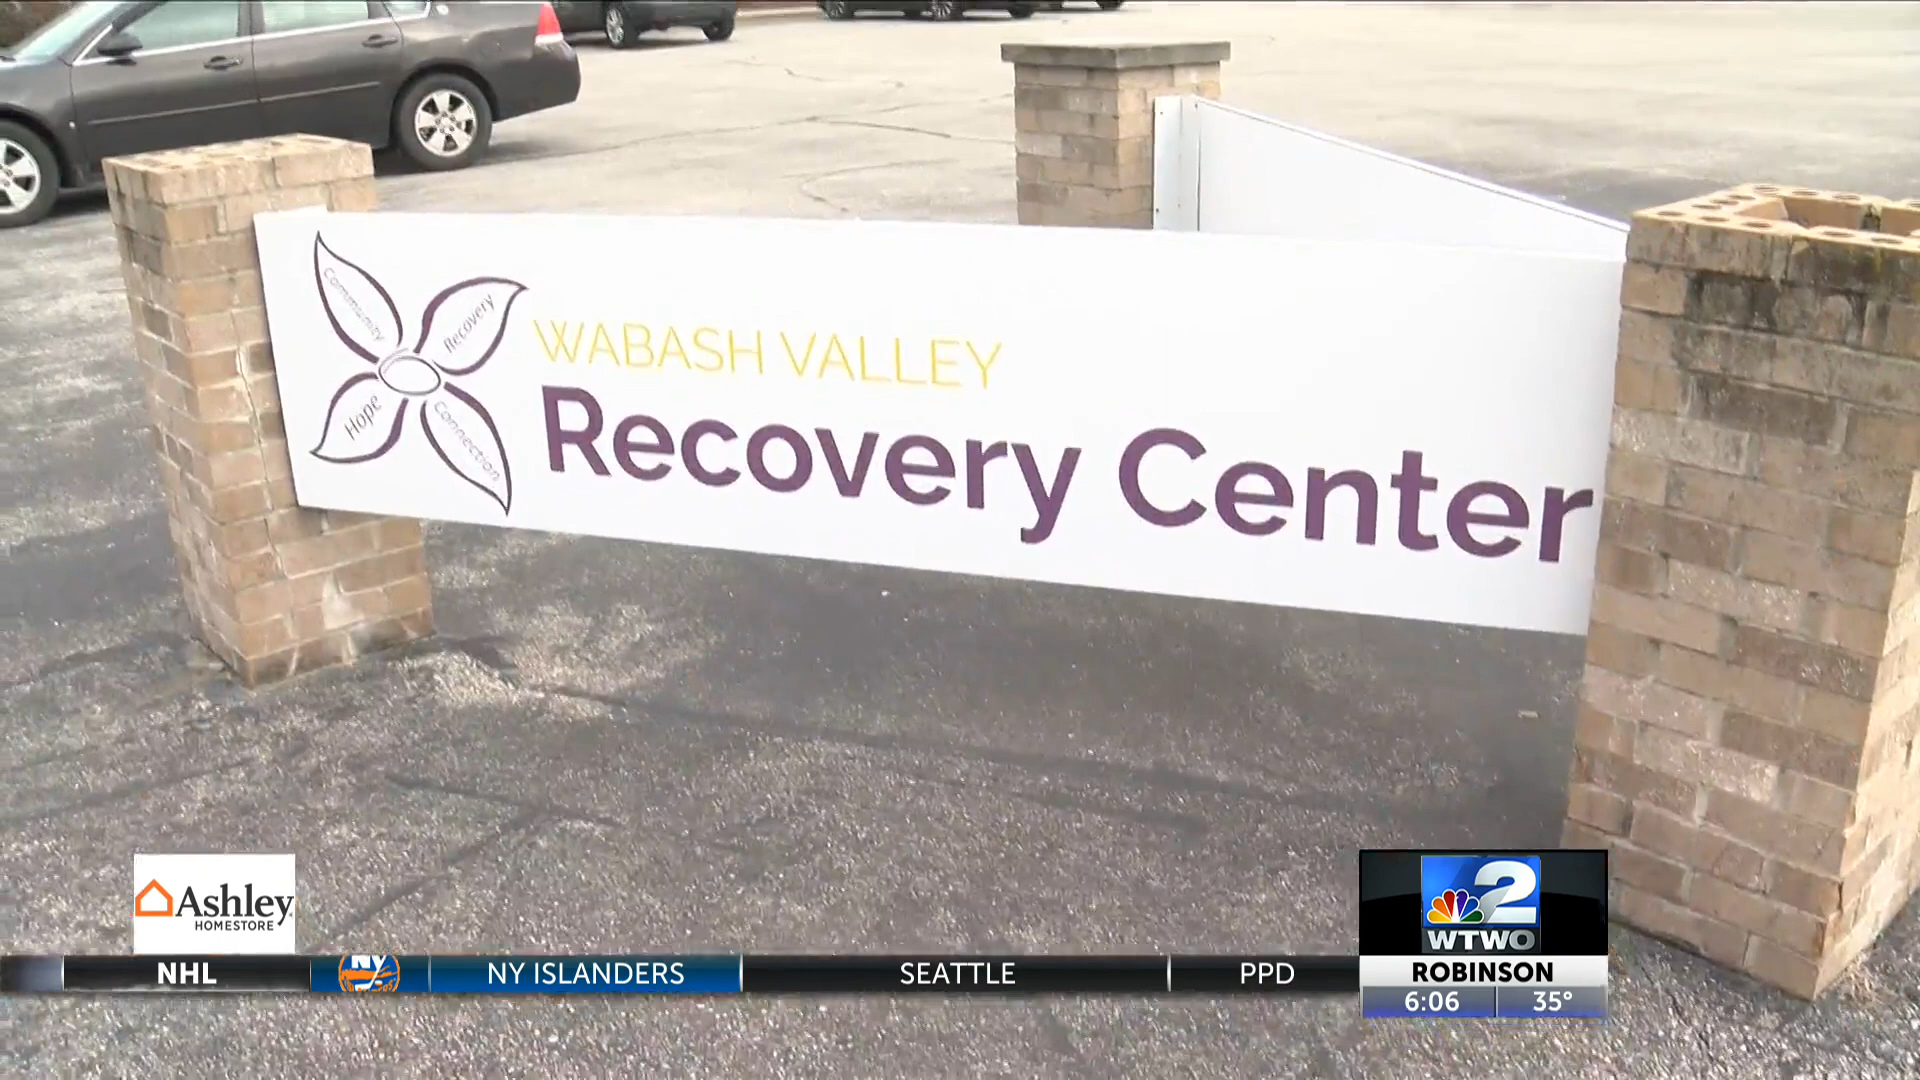 Community
Recovery
Hope
Connection
WABASH VALLEY
Recovery Center
Ashley
HOMESTORE
2
WTWO
NHL
NY
NY ISLANDERS
SEATTLE
PPD
ROBINSON
6:06
35°